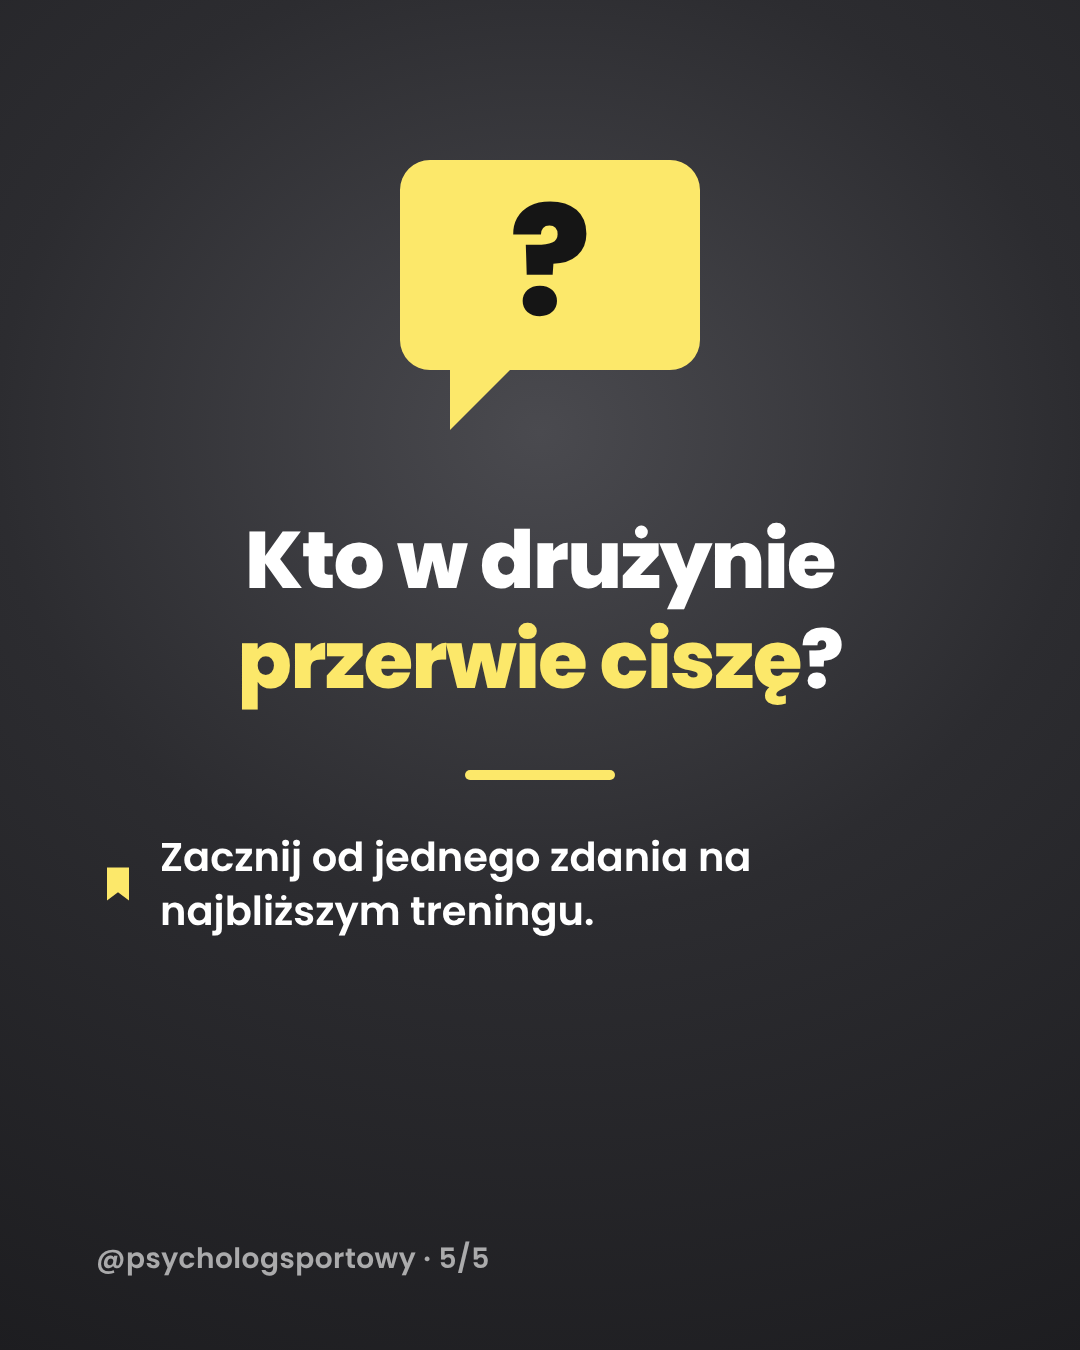 ?
Kto w drużynie
przerwie ciszę?
Zacznij od jednego zdania na
najbliższym treningu.
@psychologsportowy · 5/5